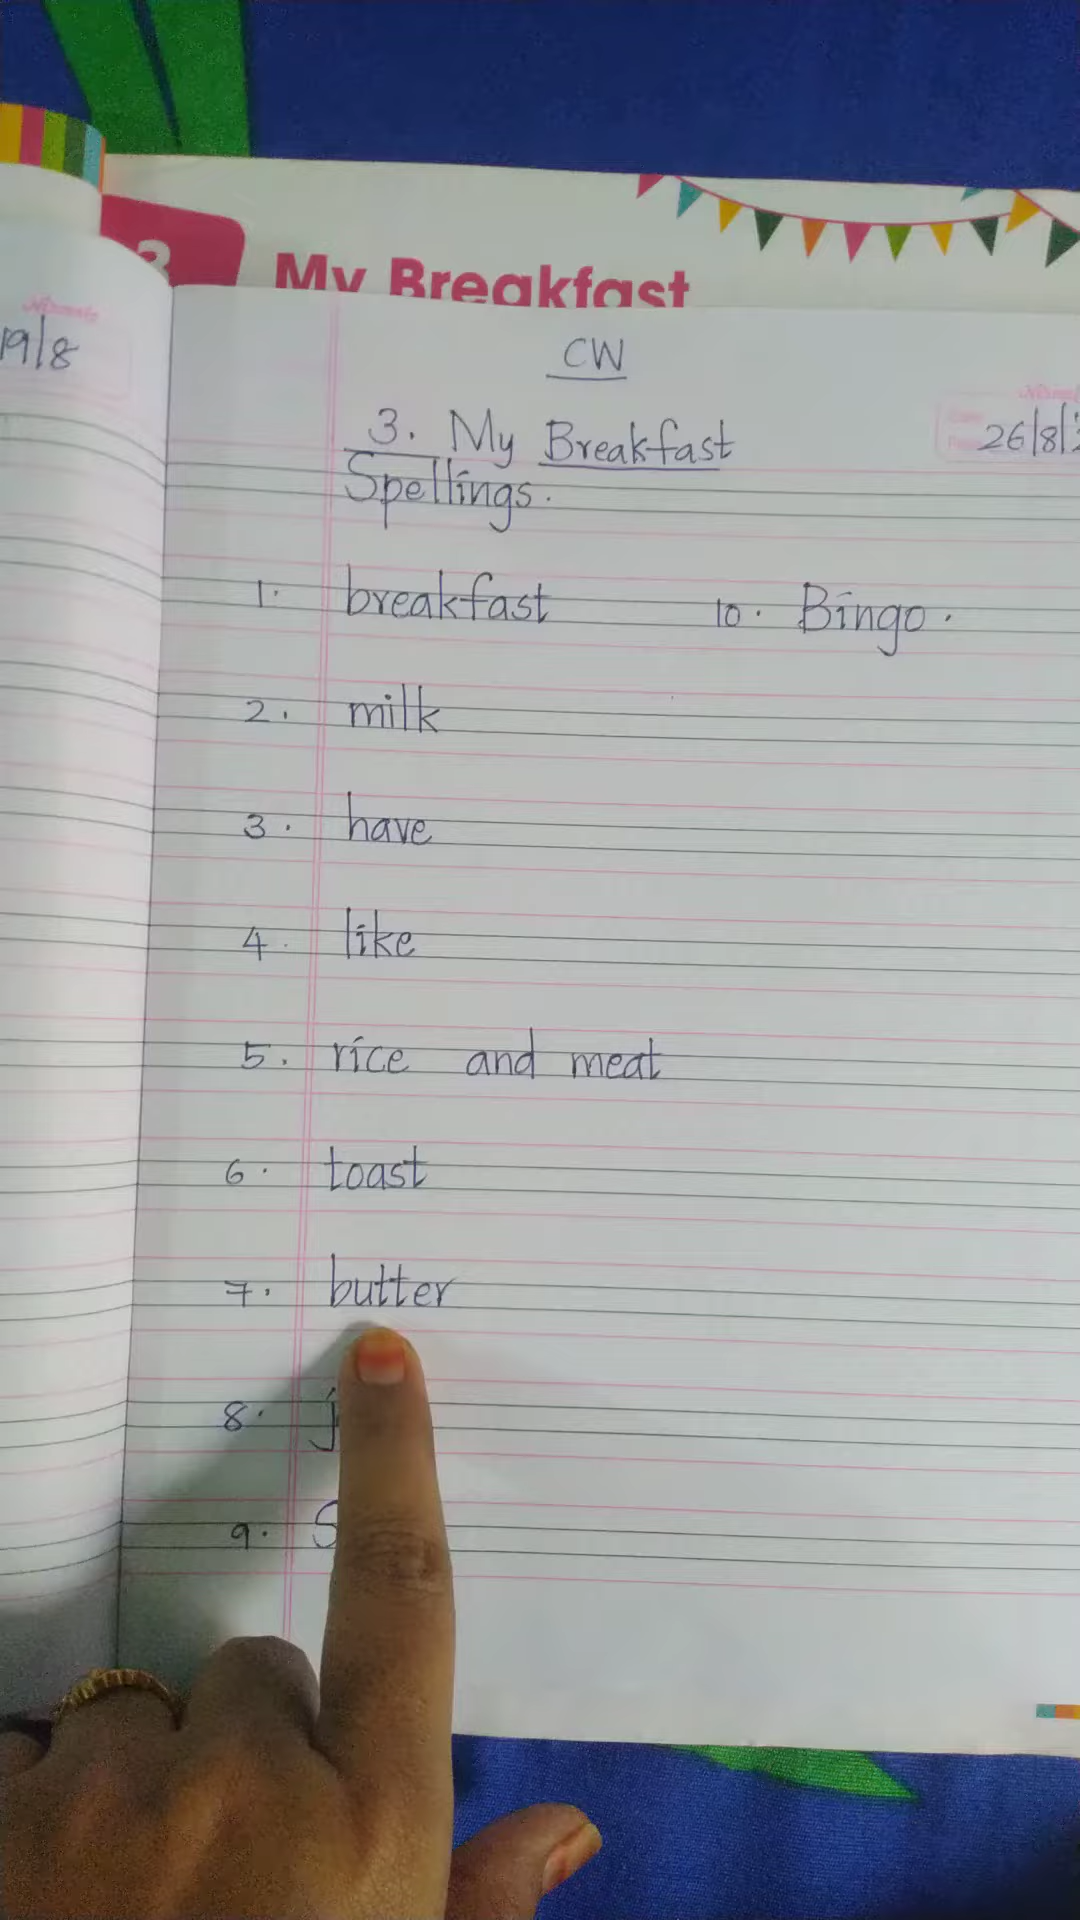 My Breakfast
19/8
CW
3. My Breakfast
26/8/
Spellings.
1. breakfast
10. Bingo.
2. milk
3. have
4. like
5. rice and meat
6. toast
7. butter
8.
9.